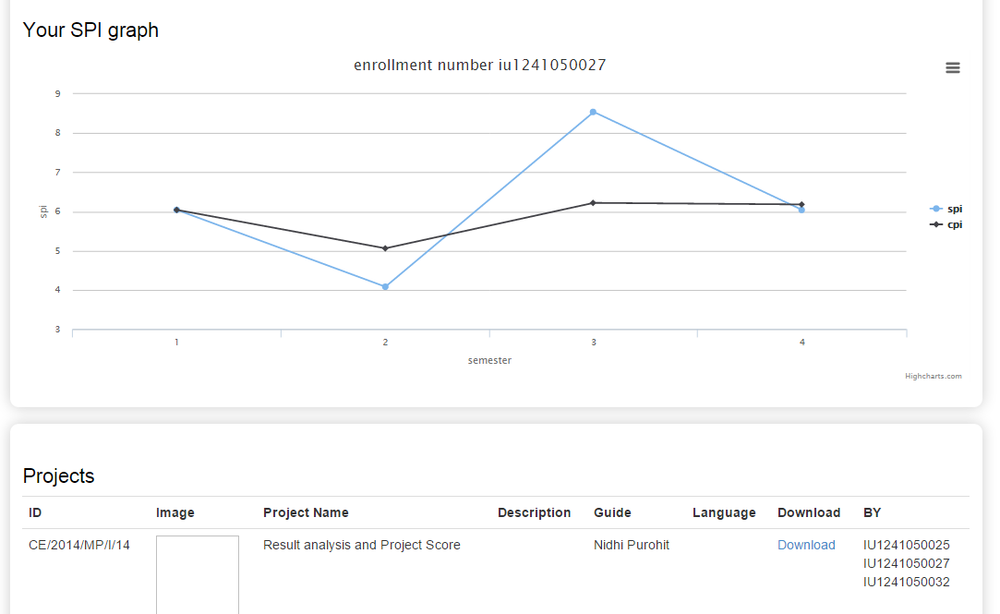 Your SPI graph
enrollment number iu1241050027
9
8
7
6
5
4
3
spi
1 2 3 4
semester
spi
cpi
Highcharts.com
Projects
ID Image Project Name Description Guide Language Download BY
CE/2014/MP/I/14 Result analysis and Project Score Nidhi Purohit Download IU1241050025
IU1241050027
IU1241050032